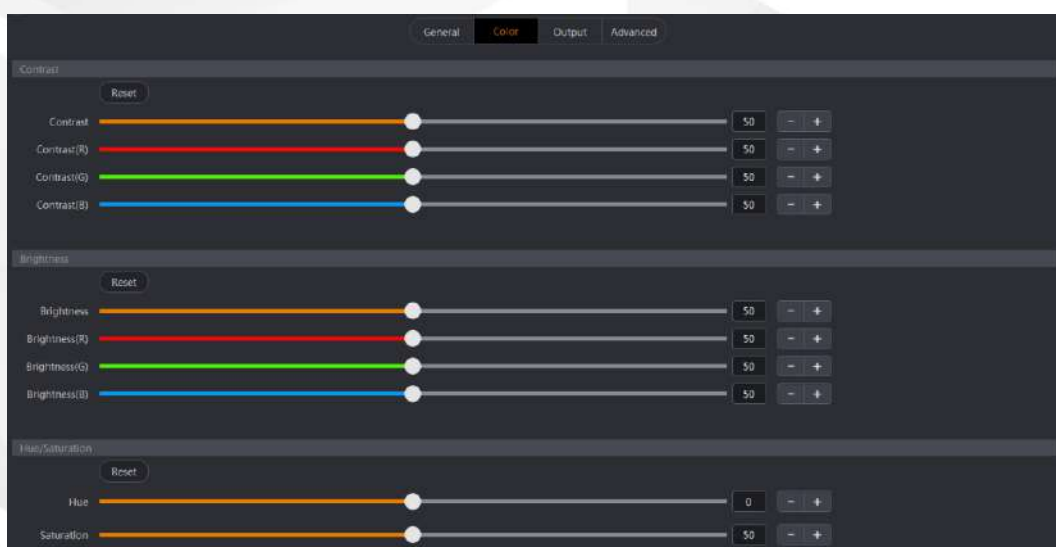 General Color Output Advanced
Contrast
Reset
Contrast 50 - +
Contrast(R) 50 - +
Contrast(G) 50 - +
Contrast(B) 50 - +
Brightness
Reset
Brightness 50 - +
Brightness(R) 50 - +
Brightness(G) 50 - +
Brightness(B) 50 - +
Hue/Saturation
Reset
Hue 0 - +
Saturation 50 - +